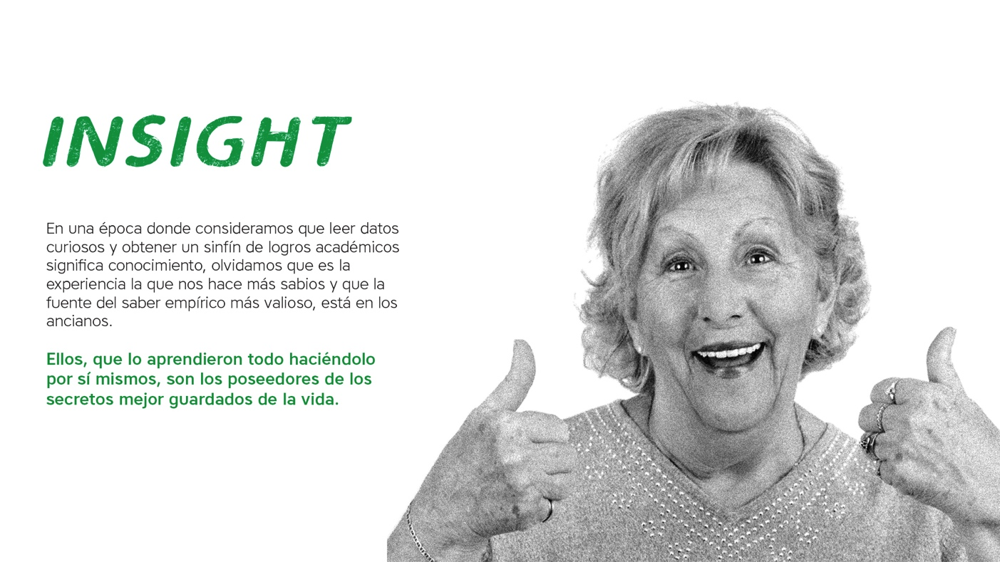 INSIGHT
En una época donde consideramos que leer datos
curiosos y obtener un sinfín de logros académicos
significa conocimiento, olvidamos que es la
experiencia la que nos hace más sabios y que la
fuente del saber empírico más valioso, está en los
ancianos.
Ellos, que lo aprendieron todo haciéndolo
por sí mismos, son los poseedores de los
secretos mejor guardados de la vida.